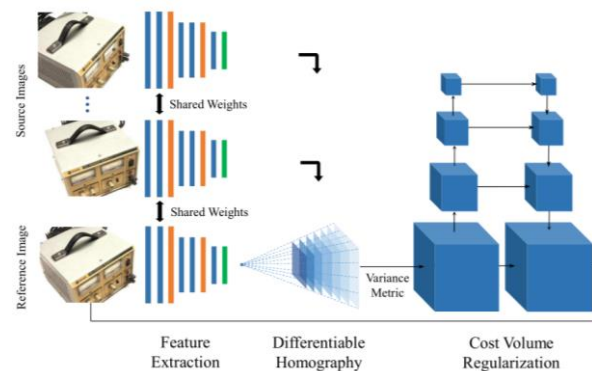 Source Images
Shared Weights
Shared Weights
Reference Image
Variance
Metric
Feature
Extraction
Differentiable
Homography
Cost Volume
Regularization